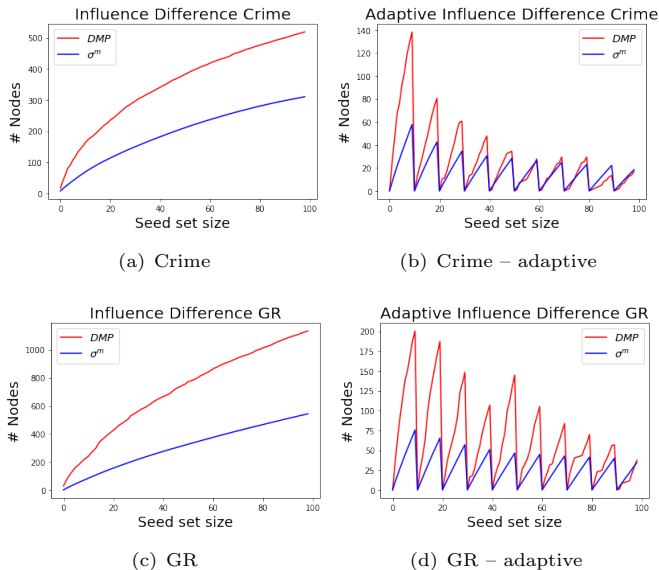 Influence Difference Crime
DMP
σᵐ
# Nodes
500
400
300
200
100
0
0 20 40 60 80 100
Seed set size
(a) Crime
Adaptive Influence Difference Crime
DMP
σᵐ
# Nodes
140
120
100
80
60
40
20
0
0 20 40 60 80 100
Seed set size
(b) Crime – adaptive
Influence Difference GR
DMP
σᵐ
# Nodes
1000
800
600
400
200
0
0 20 40 60 80 100
Seed set size
(c) GR
Adaptive Influence Difference GR
DMP
σᵐ
# Nodes
200
175
150
125
100
75
50
25
0
0 20 40 60 80 100
Seed set size
(d) GR – adaptive